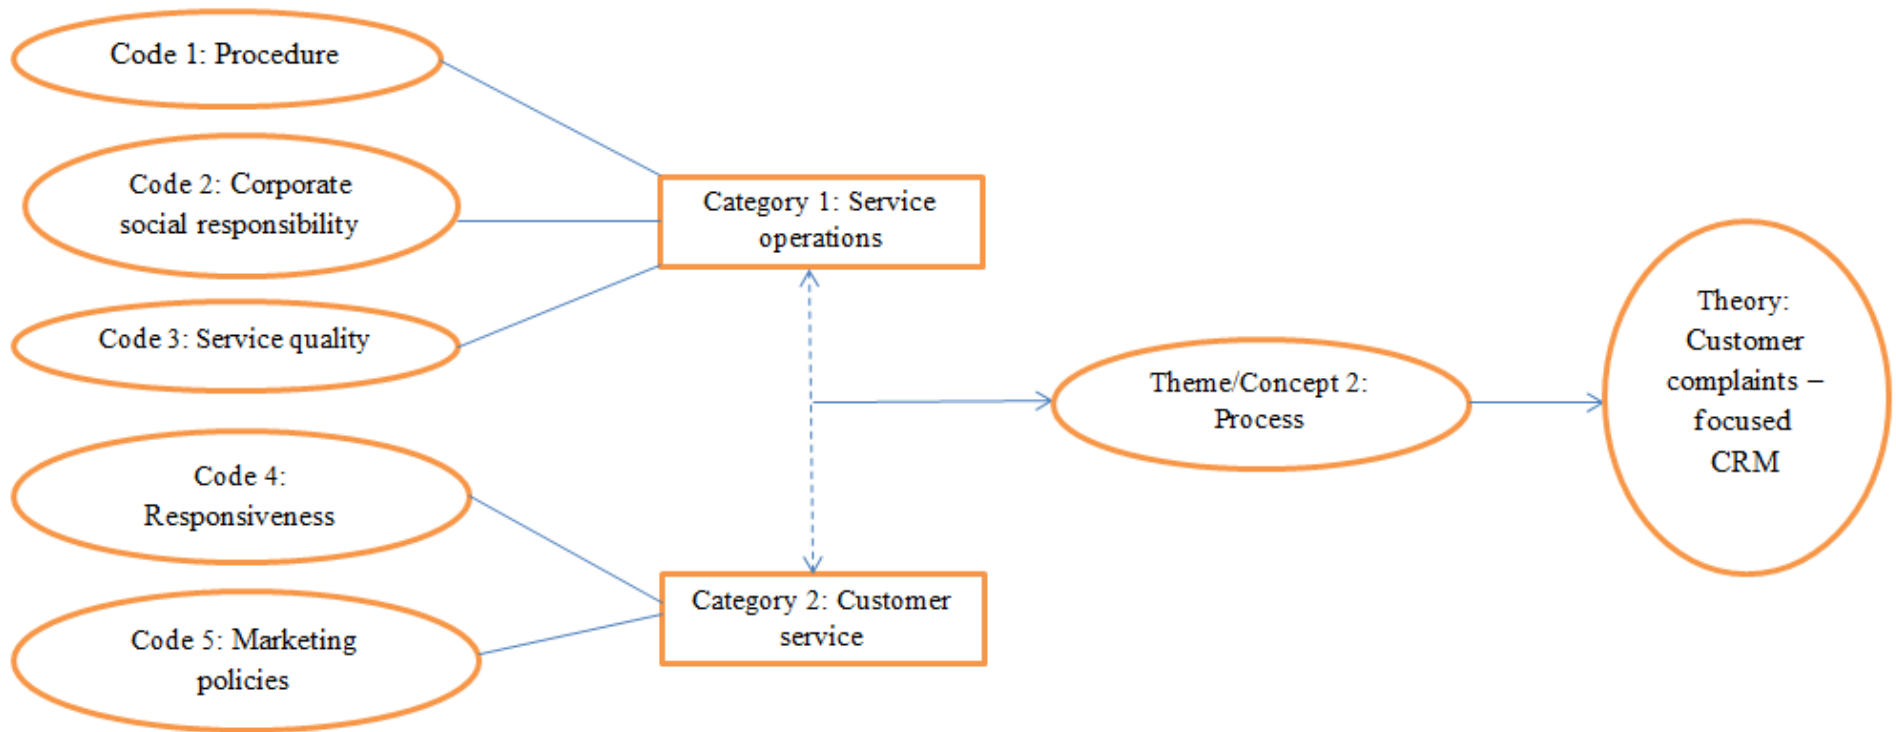 Code 1: Procedure
Code 2: Corporate
social responsibility
Code 3: Service quality
Code 4:
Responsiveness
Code 5: Marketing
policies
Category 1: Service
operations
Category 2: Customer
service
Theme/Concept 2:
Process
Theory:
Customer
complaints –
focused
CRM